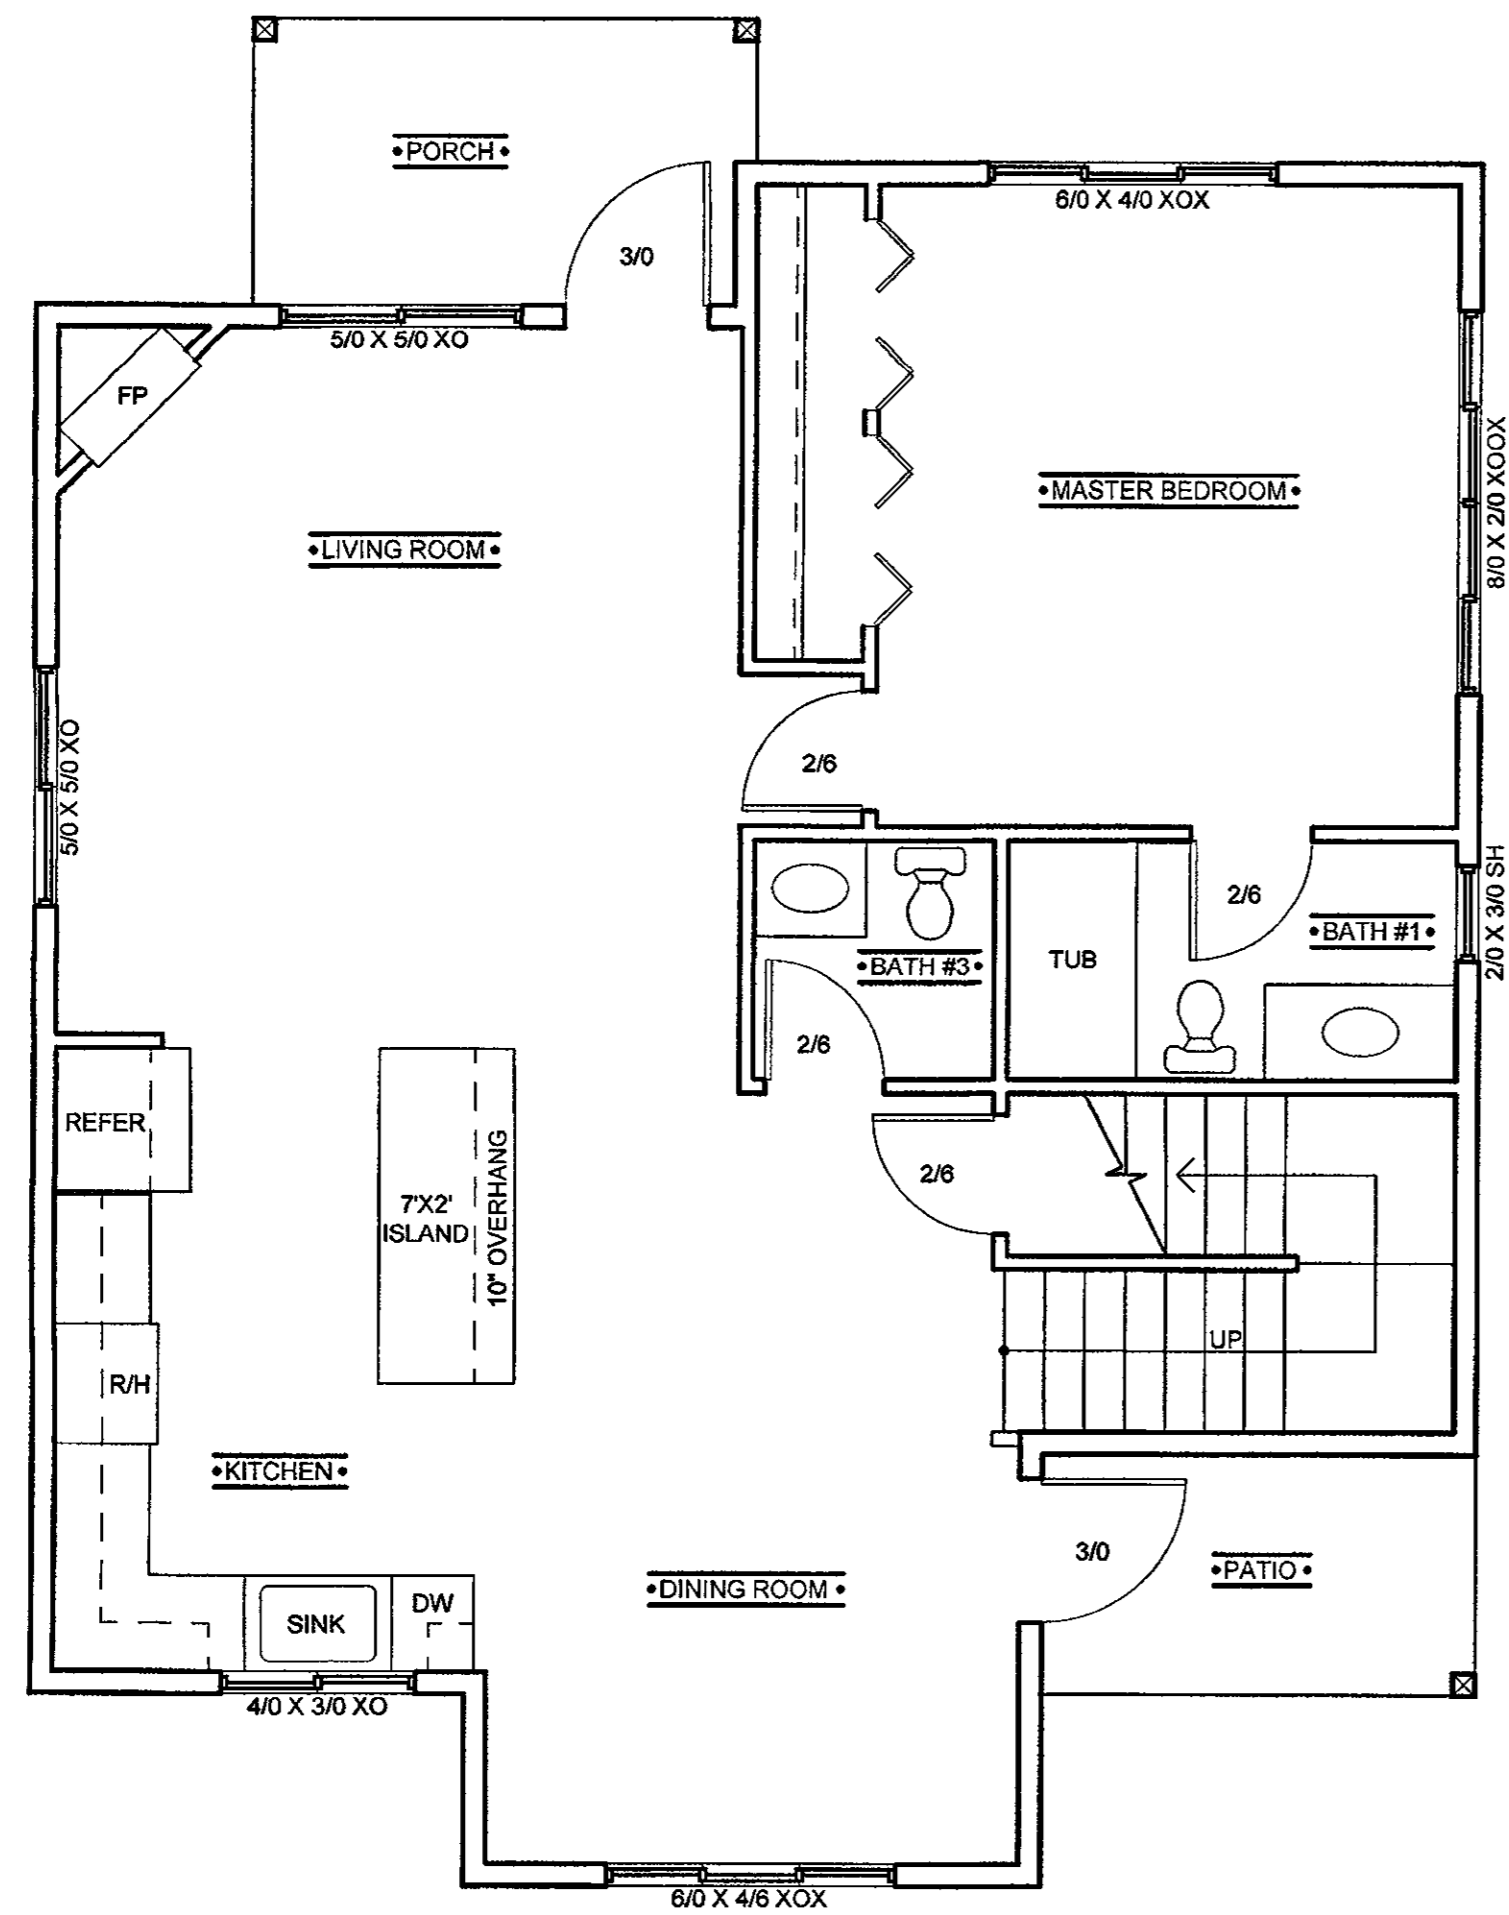 •PORCH•
6/0 X 4/0 XOX
3/0
5/0 X 5/0 XO
FP
•MASTER BEDROOM•
8/0 X 2/0 XOOX
•LIVING ROOM•
5/0 X 5/0 XO
2/6
2/6
2/0 X 3/0 SH
•BATH #1•
TUB
•BATH #3•
2/6
REFER
10" OVERHANG
2/6
7'X2'
ISLAND
UP
R/H
•KITCHEN•
3/0
•PATIO•
•DINING ROOM•
DW
SINK
4/0 X 3/0 XO
6/0 X 4/6 XOX